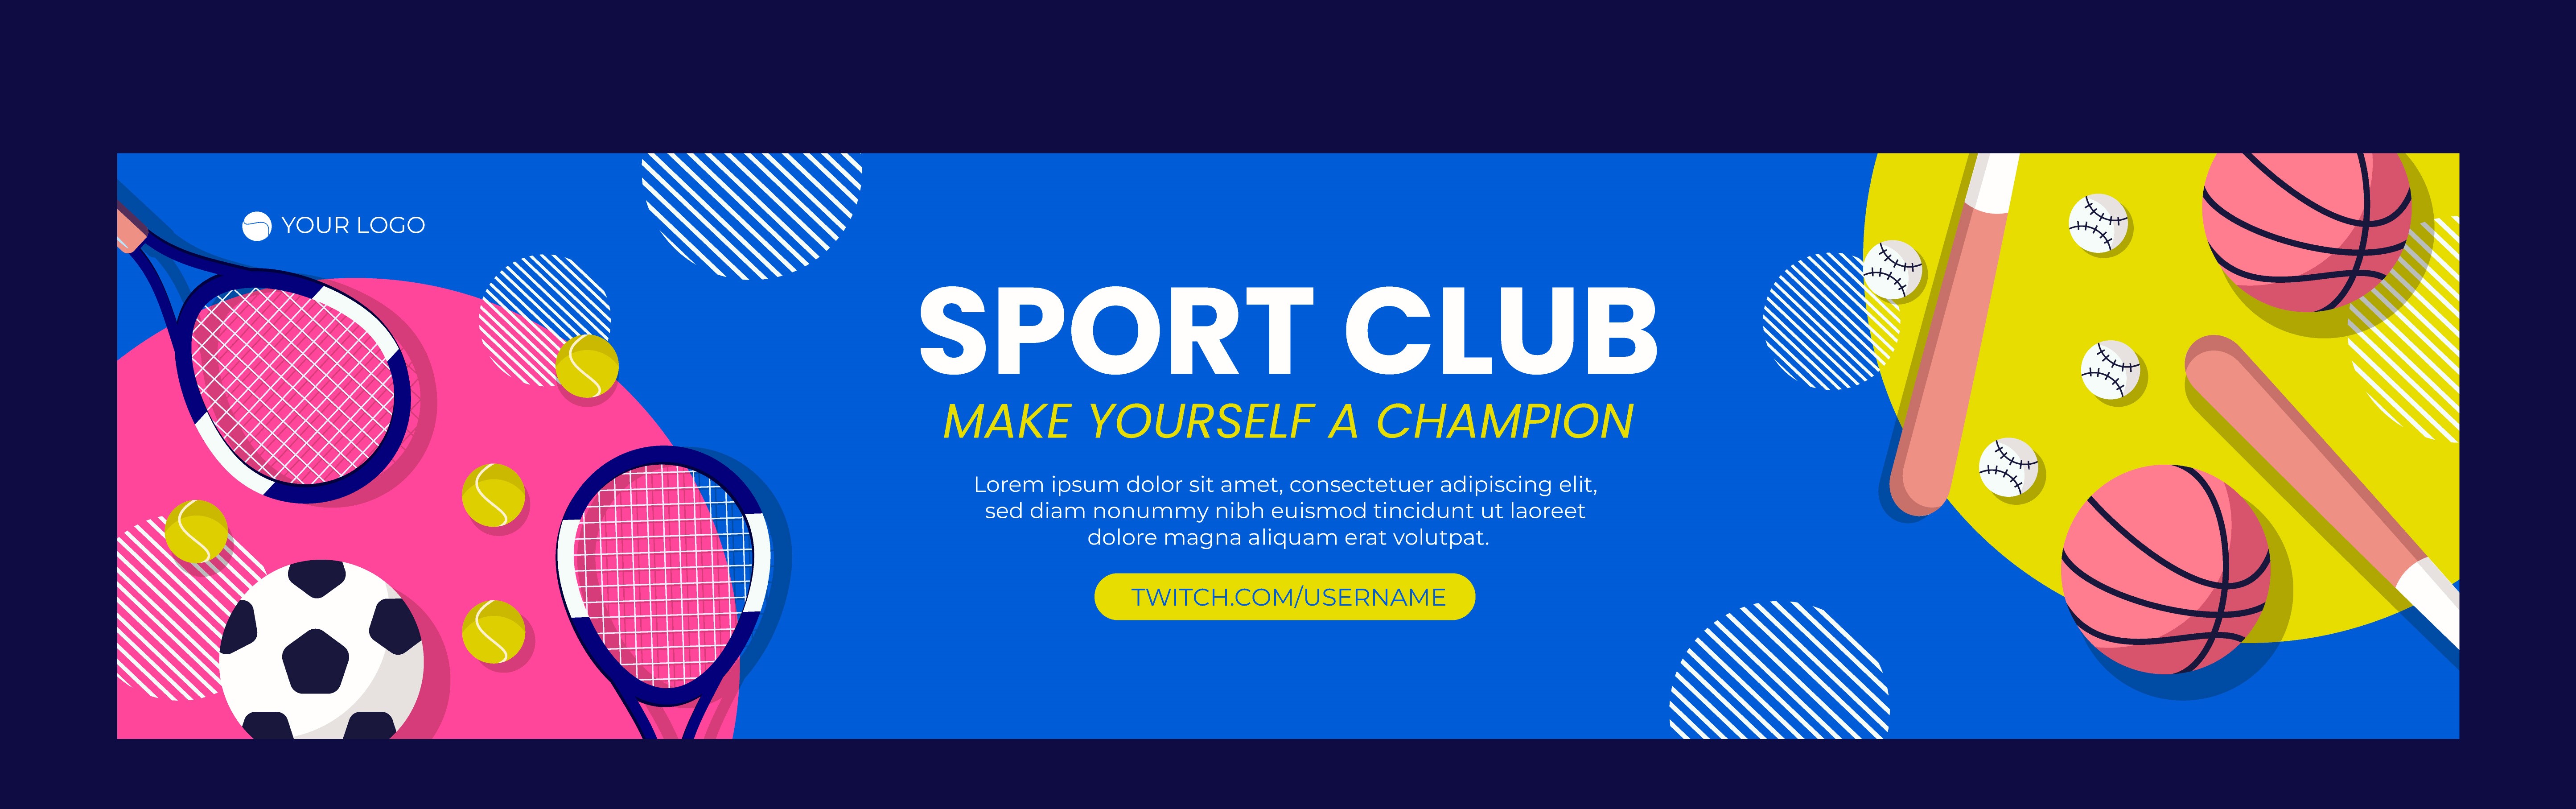 YOUR LOGO
SPORT CLUB
MAKE YOURSELF A CHAMPION
Lorem ipsum dolor sit amet, consectetuer adipiscing elit,
sed diam nonummy nibh euismod tincidunt ut laoreet
dolore magna aliquam erat volutpat.
TWITCH.COM/USERNAME